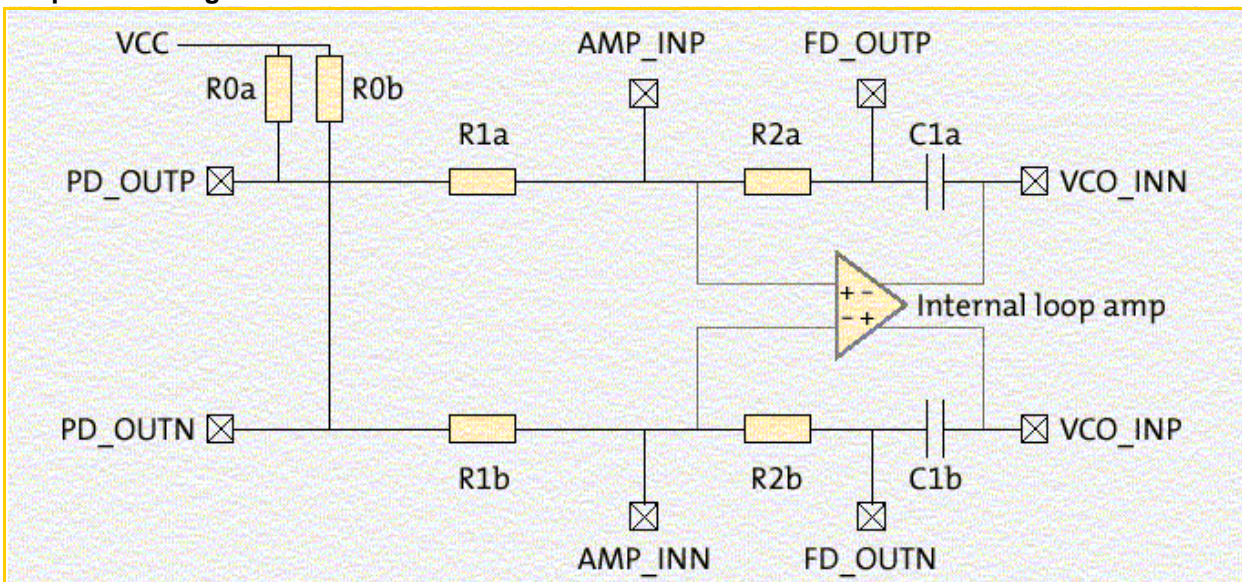 VCC
AMP_INP
FD_OUTP
R0a
R0b
R1a
R2a
C1a
PD_OUTP
VCO_INN
+ -
- +
Internal loop amp
PD_OUTN
VCO_INP
R1b
R2b
C1b
AMP_INN
FD_OUTN